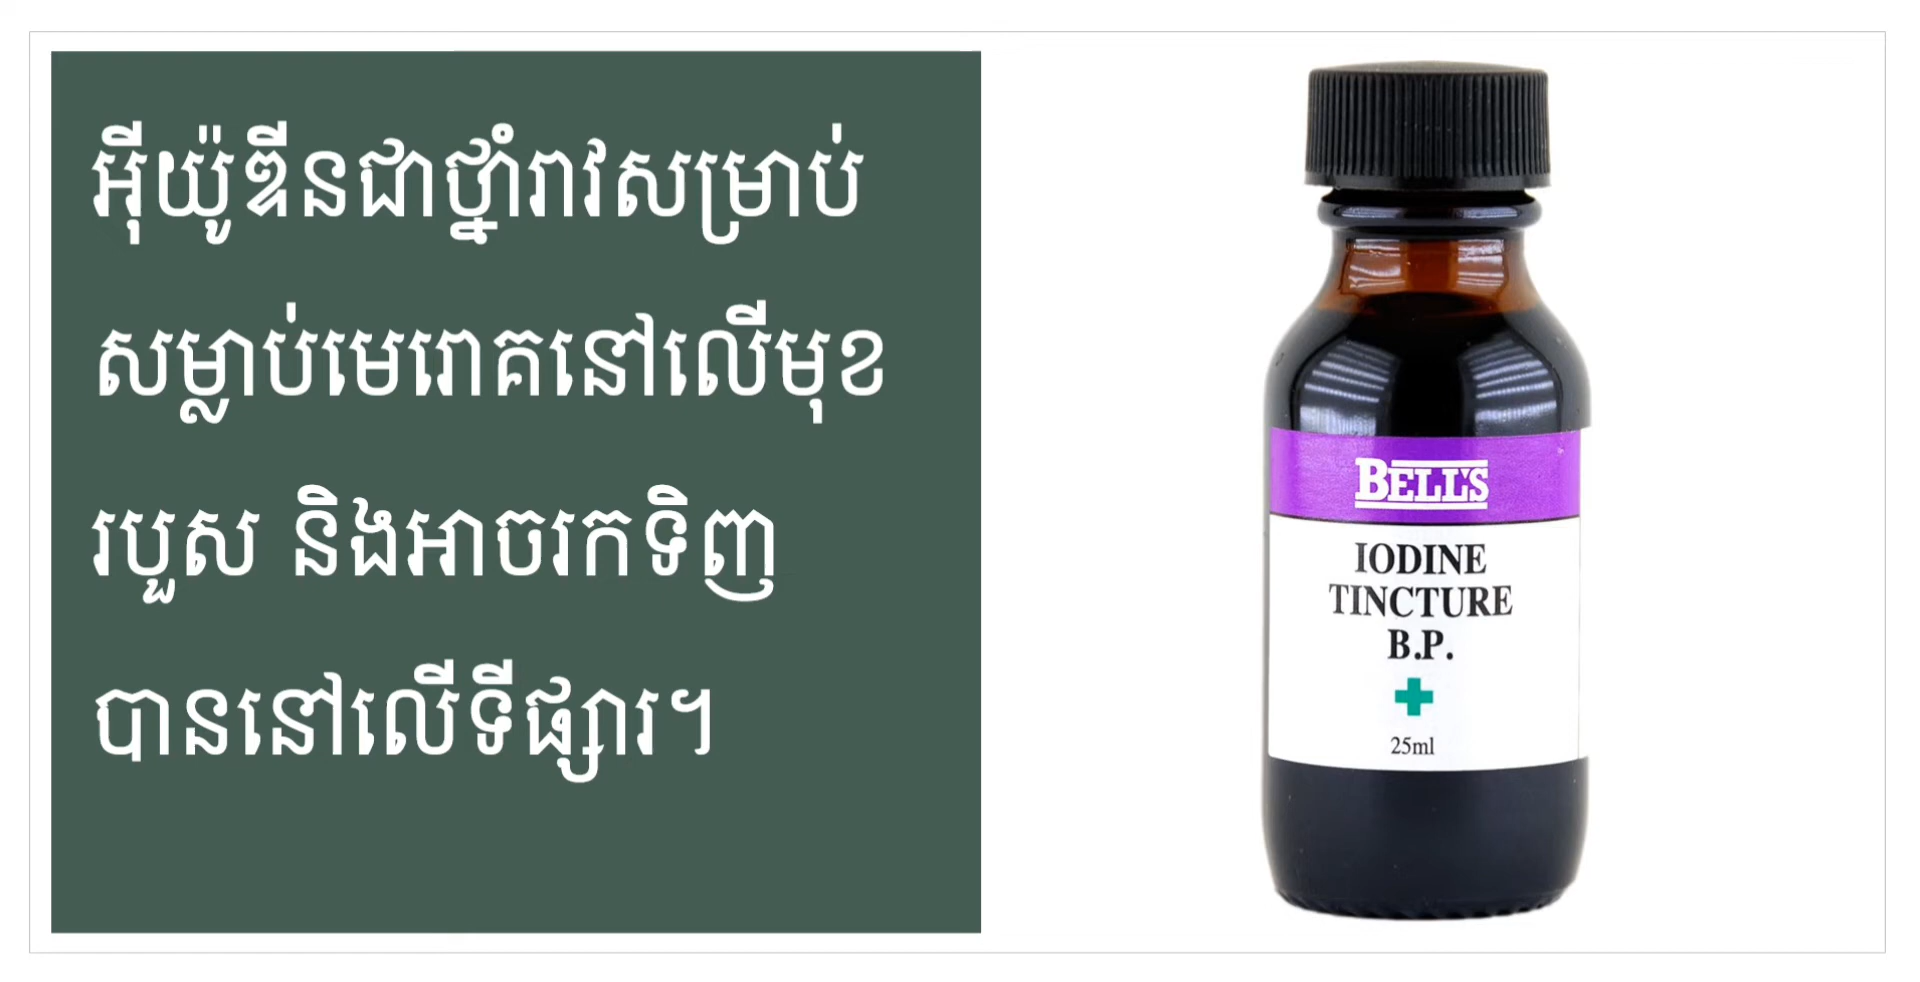 អ៊ីយ៉ូឌីនជាថ្នាំរាវសម្រាប់
សម្លាប់មេរោគនៅលើមុខ
របួស និងអាចរកទិញ
បាននៅលើទីផ្សារ។
BELL'S
IODINE
TINCTURE
B.P.
25ml